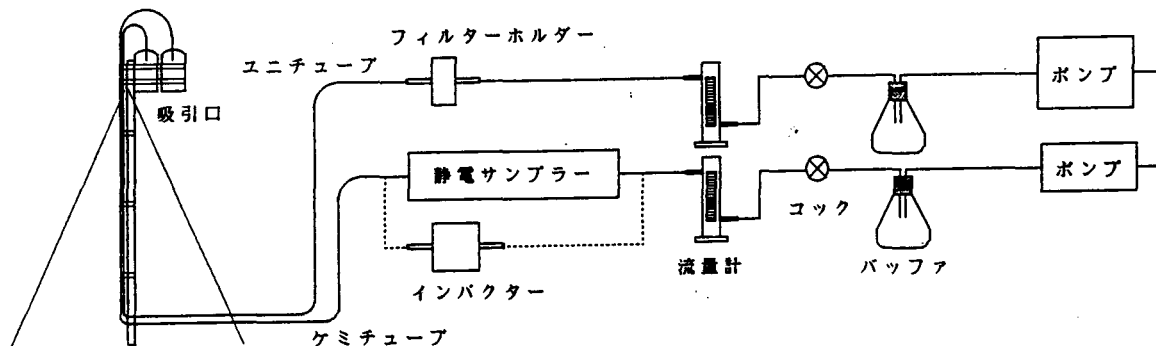 フィルターホルダー
ユニチューブ
吸引口
ポンプ
静電サンプラー
ポンプ
コック
流量計
バッファ
インパクター
ケミチューブ